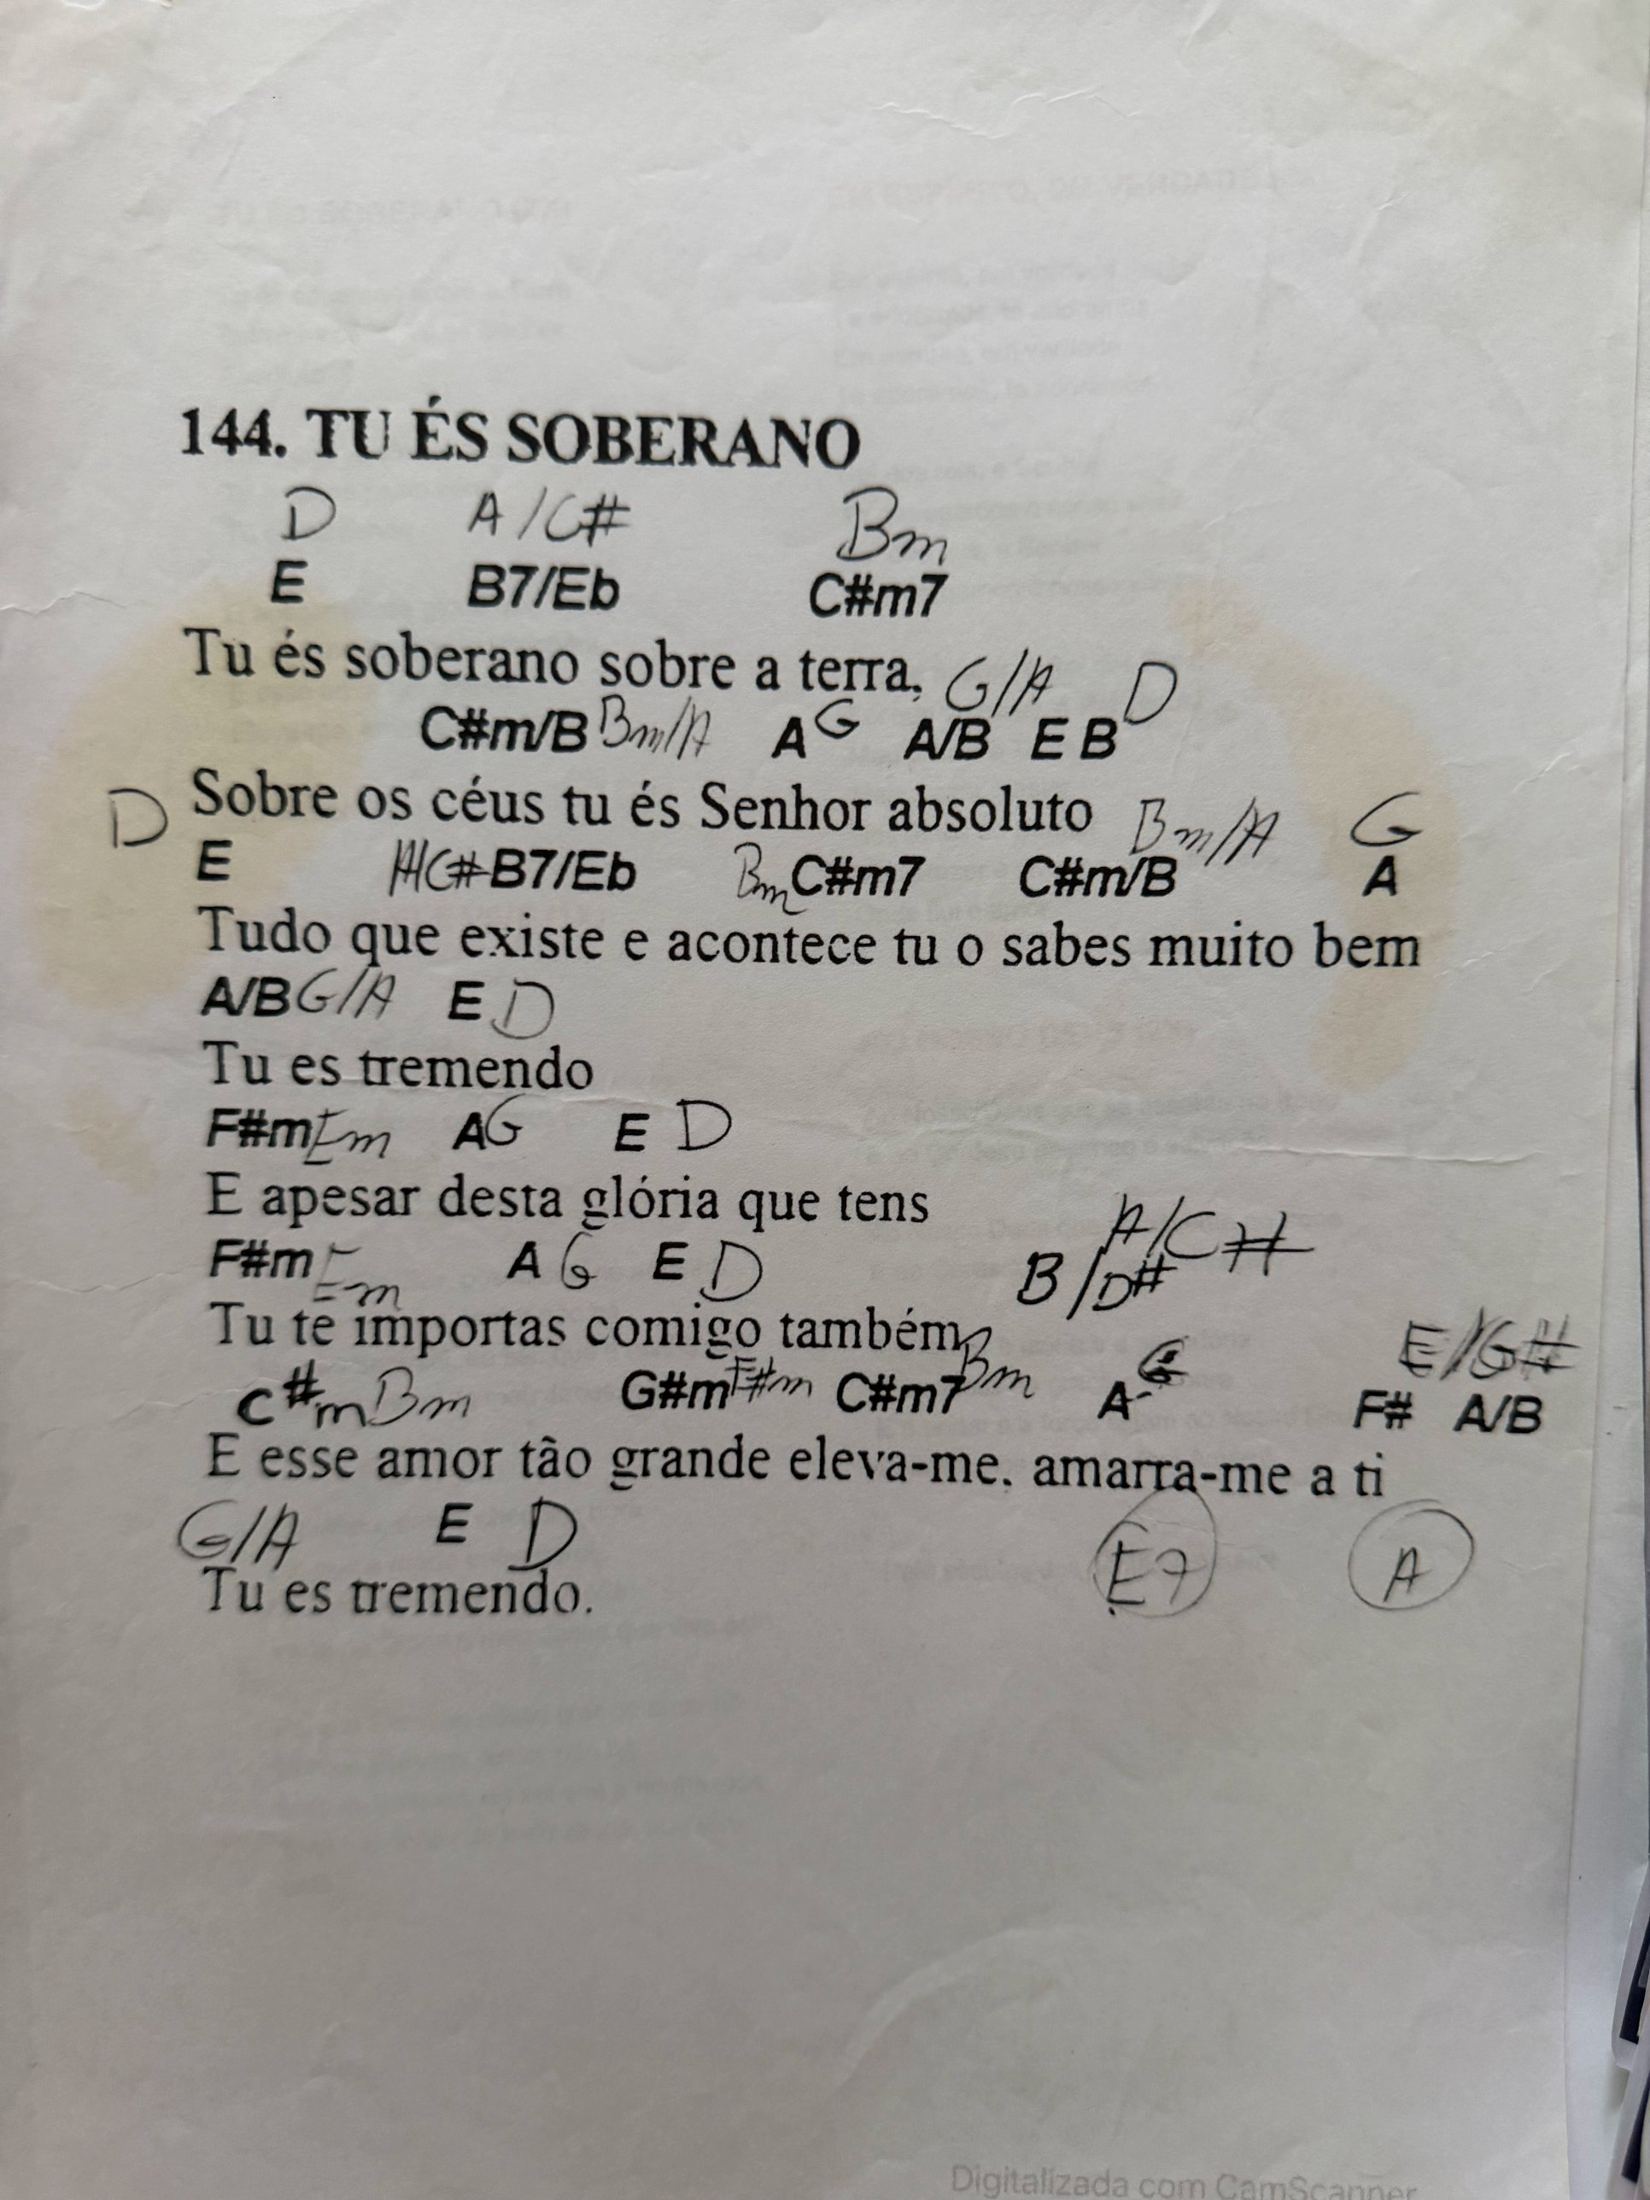 144. TU ÉS SOBERANO
D A/C# Bm
E B7/Eb C#m7
Tu és soberano sobre a terra, G/A D
C#m/B Bm/A A G A/B E B
D Sobre os céus tu és Senhor absoluto Bm/A G
E A/C# B7/Eb Bm C#m7 C#m/B A
Tudo que existe e acontece tu o sabes muito bem
A/B G/A E D
Tu es tremendo
F#m Em A G E D
E apesar desta glória que tens A/C#
F#m Em A G E D B/D#
Tu te importas comigo também E/G#
C#m Bm G#m F#m C#m7 Bm A G F# A/B
E esse amor tão grande eleva-me. amarra-me a ti
G/A E D E7 A
Tu es tremendo.
Digitalizada com CamScanner